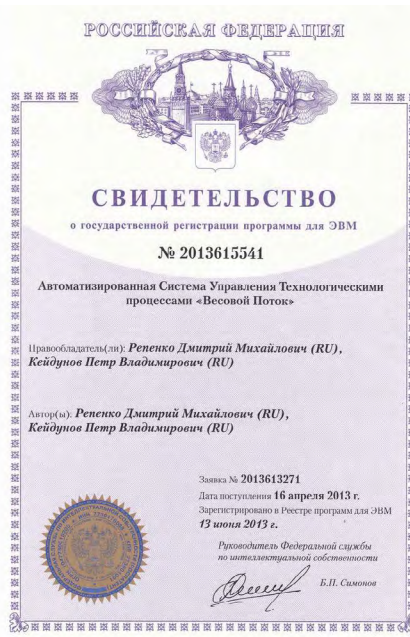 РОССИЙСКАЯ ФЕДЕРАЦИЯ
СВИДЕТЕЛЬСТВО
о государственной регистрации программы для ЭВМ
№ 2013615541
Автоматизированная Система Управления Технологическими
процессами «Весовой Поток»
Правообладатель(ли): Репенко Дмитрий Михайлович (RU),
Кейдунов Петр Владимирович (RU)
Автор(ы): Репенко Дмитрий Михайлович (RU),
Кейдунов Петр Владимирович (RU)
Заявка № 2013613271
Дата поступления 16 апреля 2013 г.
Зарегистрировано в Реестре программ для ЭВМ
13 июня 2013 г.
Руководитель Федеральной службы
по интеллектуальной собственности
Б.П. Симонов